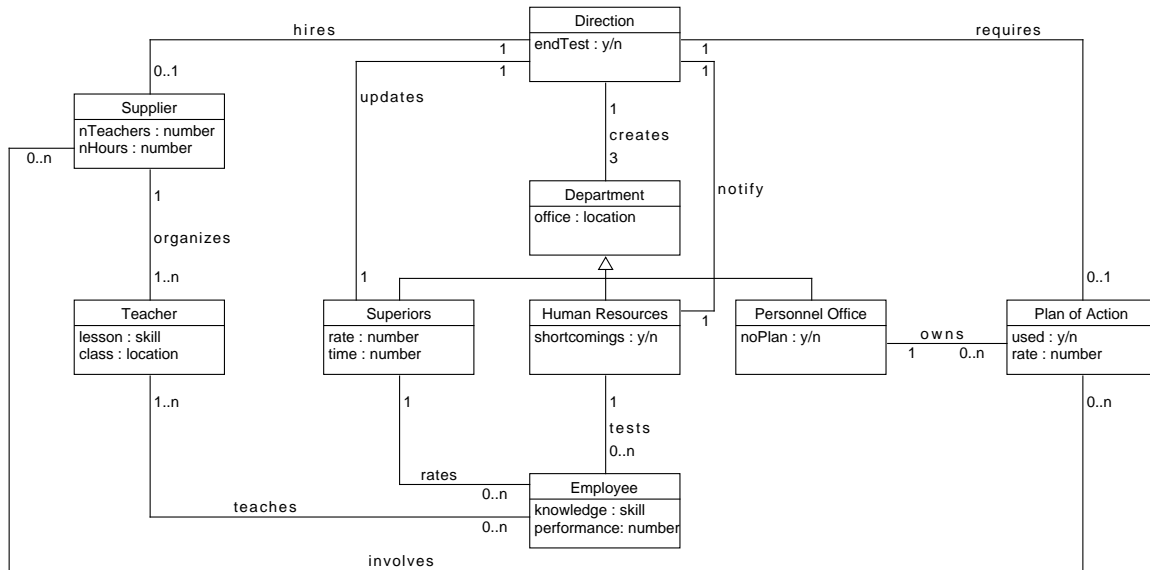 Direction
endTest : y/n
hires
requires
1
1
1
1
0..1
updates
Supplier
nTeachers : number
nHours : number
0..n
1
creates
3
notify
Department
office : location
1
organizes
1..n
1
0..1
Teacher
lesson : skill
class : location
Superiors
rate : number
time : number
Human Resources
shortcomings : y/n
1
Personnel Office
noPlan : y/n
owns
1
0..n
Plan of Action
used : y/n
rate : number
1..n
1
1
0..n
tests
0..n
rates
0..n
Employee
knowledge : skill
performance: number
teaches
0..n
involves